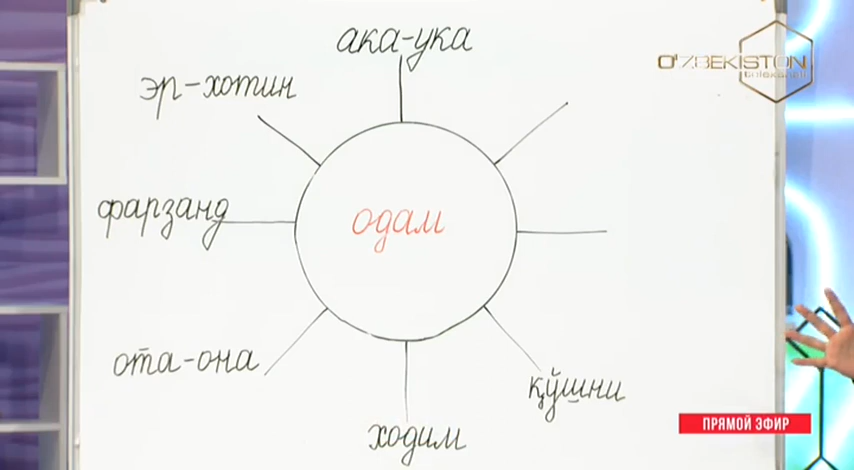 ака-ука
O'ZBEKISTON
эр-хотин
фарзанд
одам
ота-она
қўшни
ходим
ПРЯМОЙ ЭФИР